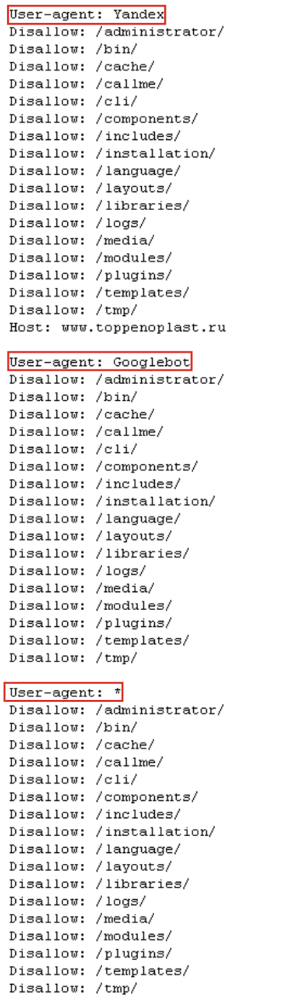 User-agent: Yandex
Disallow: /administrator/
Disallow: /bin/
Disallow: /cache/
Disallow: /callme/
Disallow: /cli/
Disallow: /components/
Disallow: /includes/
Disallow: /installation/
Disallow: /language/
Disallow: /layouts/
Disallow: /libraries/
Disallow: /logs/
Disallow: /media/
Disallow: /modules/
Disallow: /plugins/
Disallow: /templates/
Disallow: /tmp/
Host: www.toppenoplast.ru

User-agent: Googlebot
Disallow: /administrator/
Disallow: /bin/
Disallow: /cache/
Disallow: /callme/
Disallow: /cli/
Disallow: /components/
Disallow: /includes/
Disallow: /installation/
Disallow: /language/
Disallow: /layouts/
Disallow: /libraries/
Disallow: /logs/
Disallow: /media/
Disallow: /modules/
Disallow: /plugins/
Disallow: /templates/
Disallow: /tmp/

User-agent: *
Disallow: /administrator/
Disallow: /bin/
Disallow: /cache/
Disallow: /callme/
Disallow: /cli/
Disallow: /components/
Disallow: /includes/
Disallow: /installation/
Disallow: /language/
Disallow: /layouts/
Disallow: /libraries/
Disallow: /logs/
Disallow: /media/
Disallow: /modules/
Disallow: /plugins/
Disallow: /templates/
Disallow: /tmp/